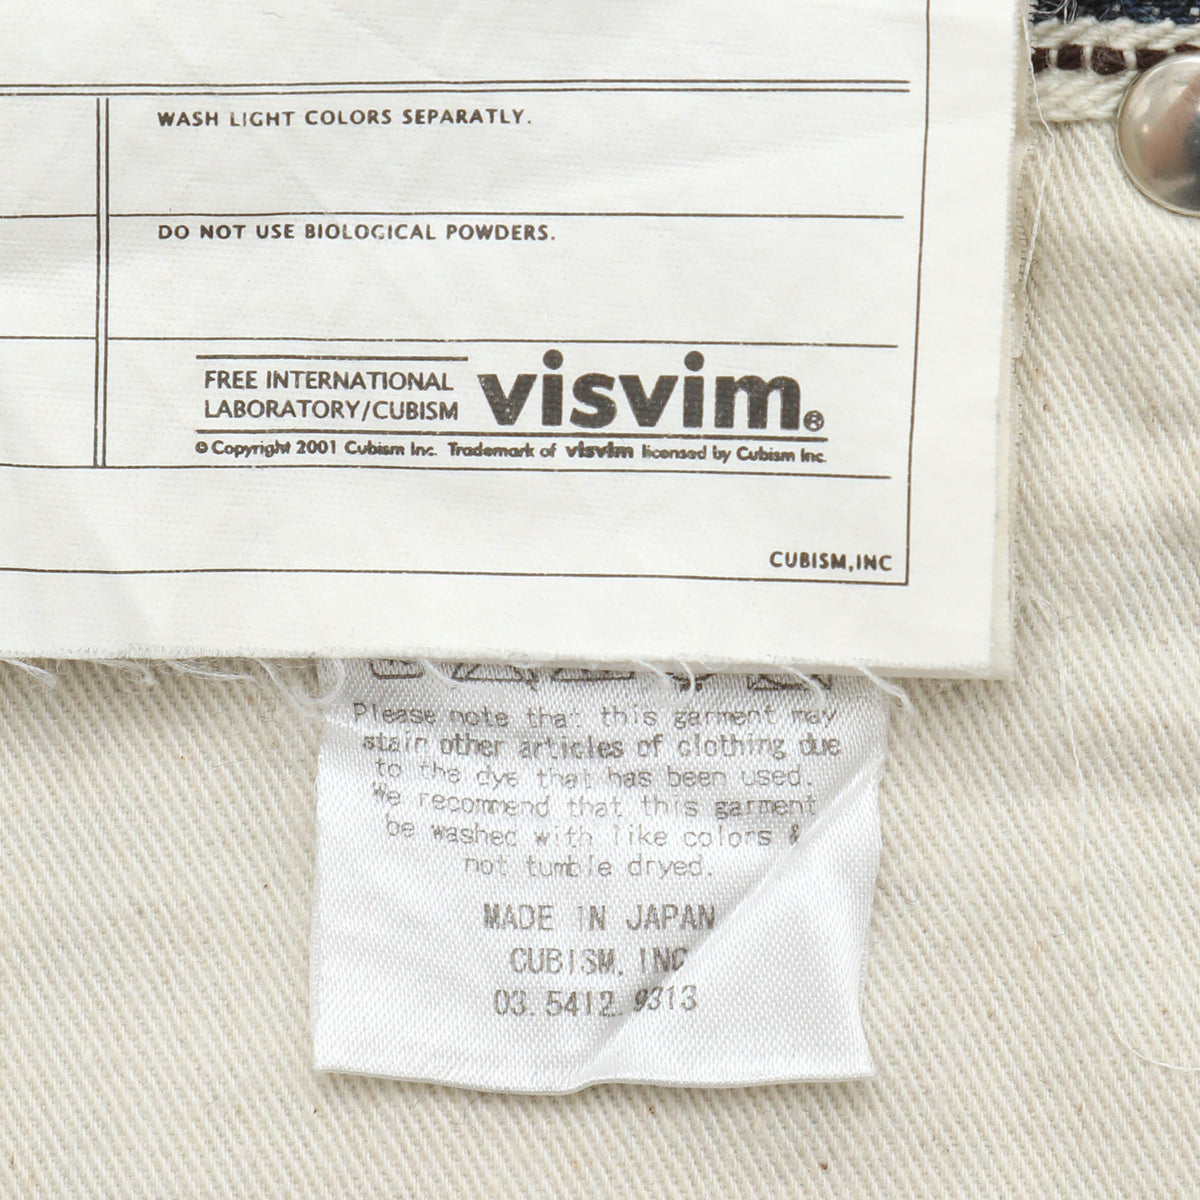 WASH LIGHT COLORS SEPARATLY.
DO NOT USE BIOLOGICAL POWDERS.
FREE INTERNATIONAL
LABORATORY/CUBISM
visvim®
© Copyright 2001 Cubism Inc. Trademark of visvim licensed by Cubism Inc.
CUBISM,INC
Please note that this garment may
stain other articles of clothing due
to the dye that has been used.
We recommend that this garment
be washed with like colors &
not tumble dryed.
MADE IN JAPAN
CUBISM, INC
03.5412.9313